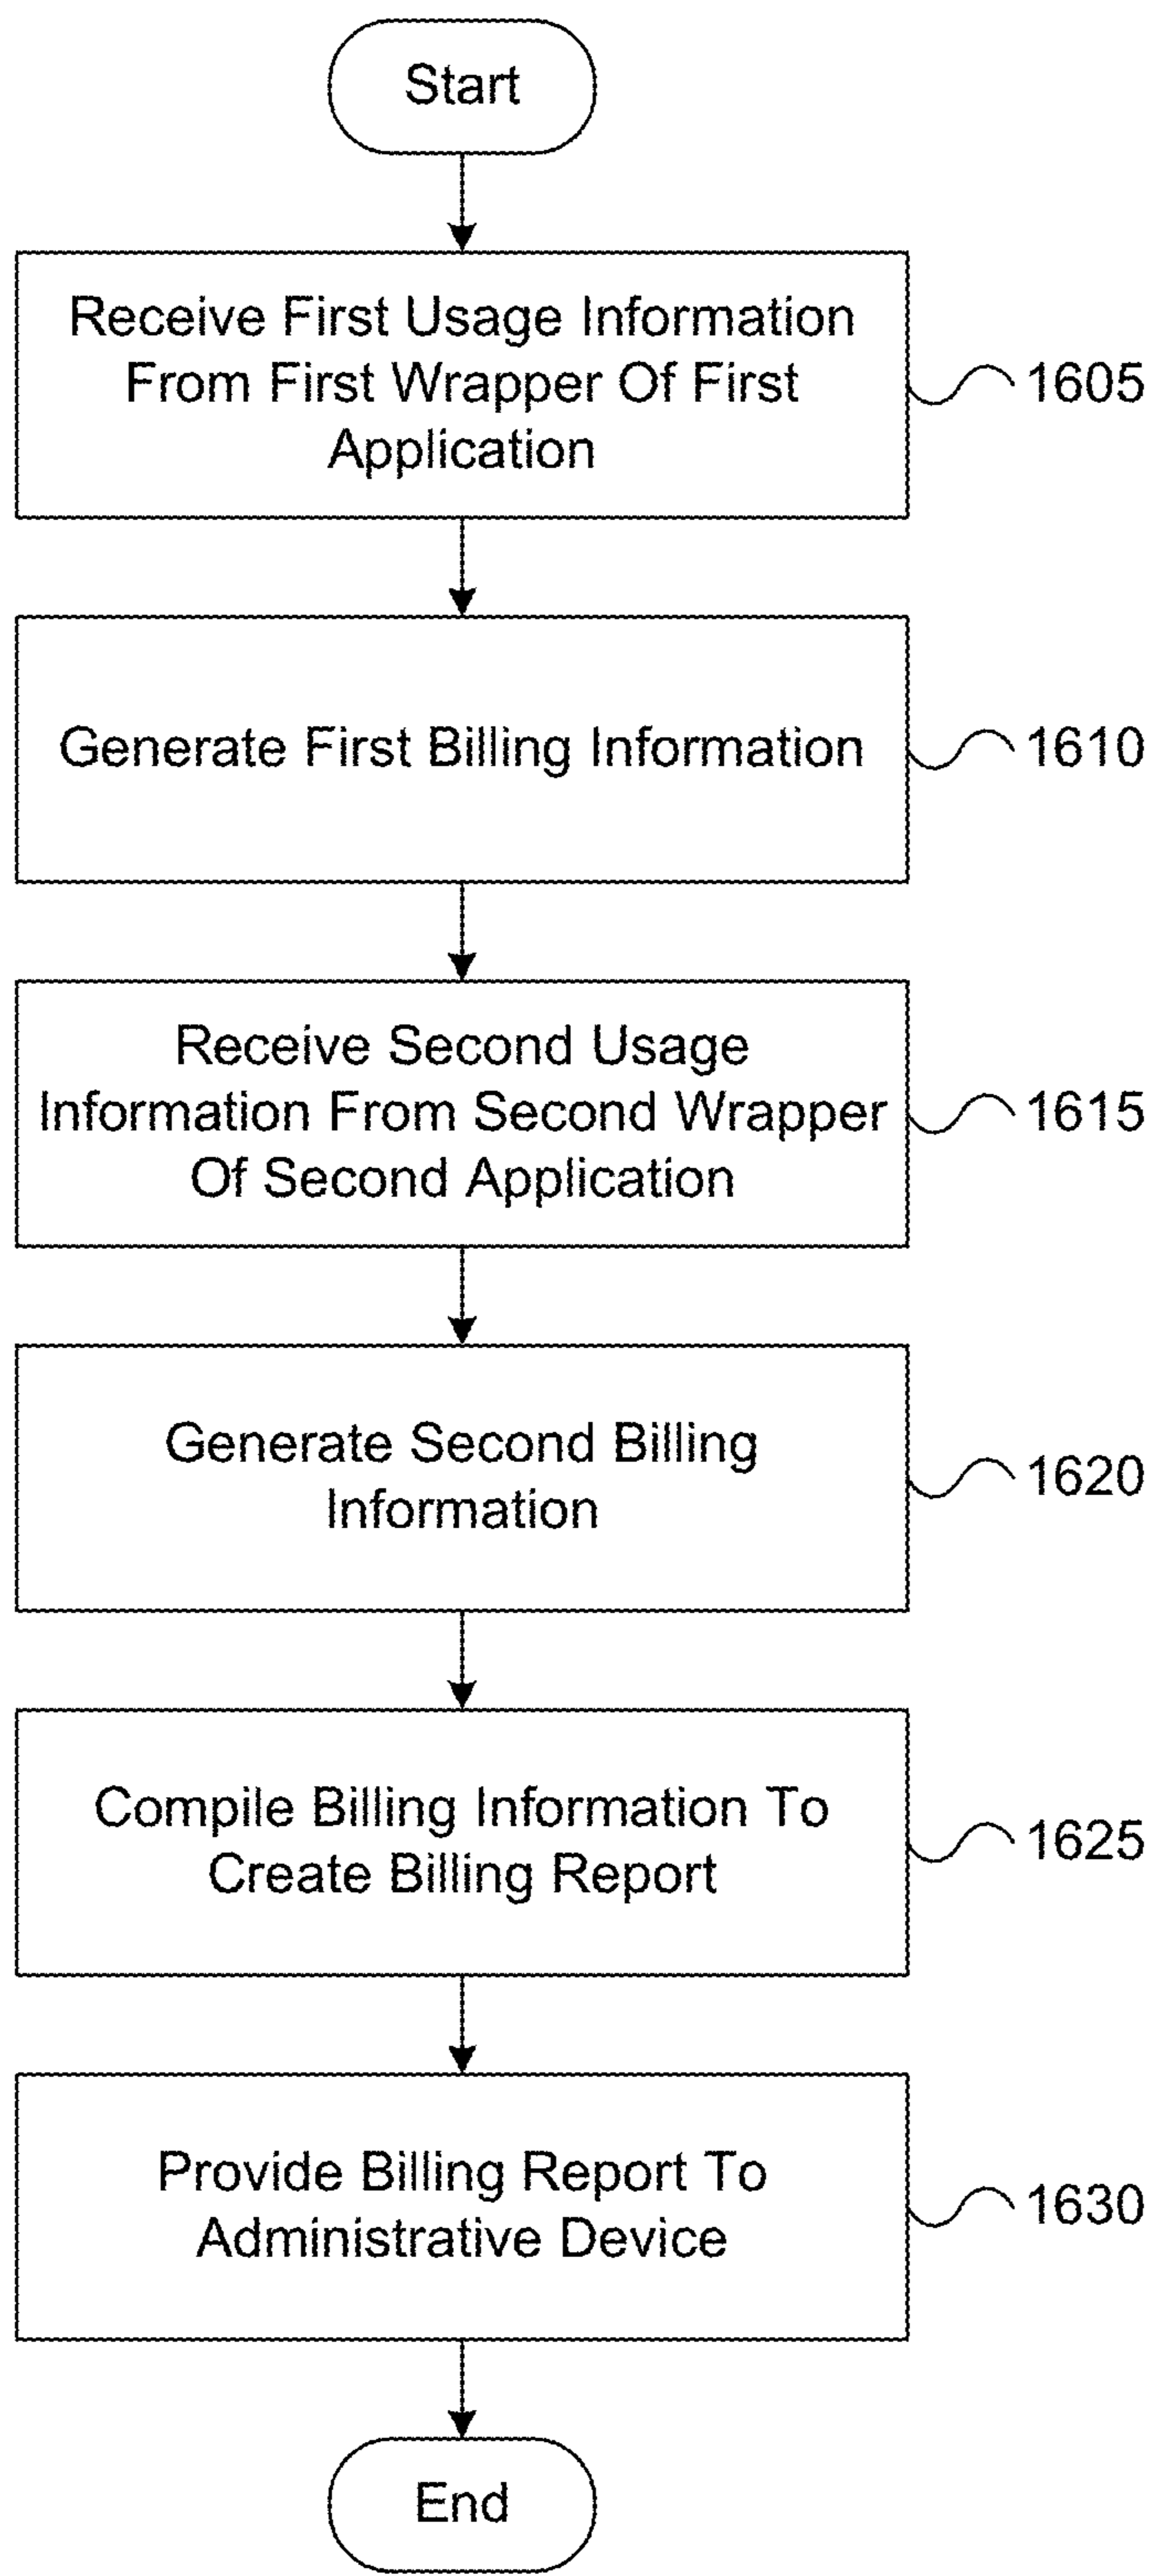 Start
Receive First Usage Information
From First Wrapper Of First
Application
1605
Generate First Billing Information
1610
Receive Second Usage
Information From Second Wrapper
Of Second Application
1615
Generate Second Billing
Information
1620
Compile Billing Information To
Create Billing Report
1625
Provide Billing Report To
Administrative Device
1630
End